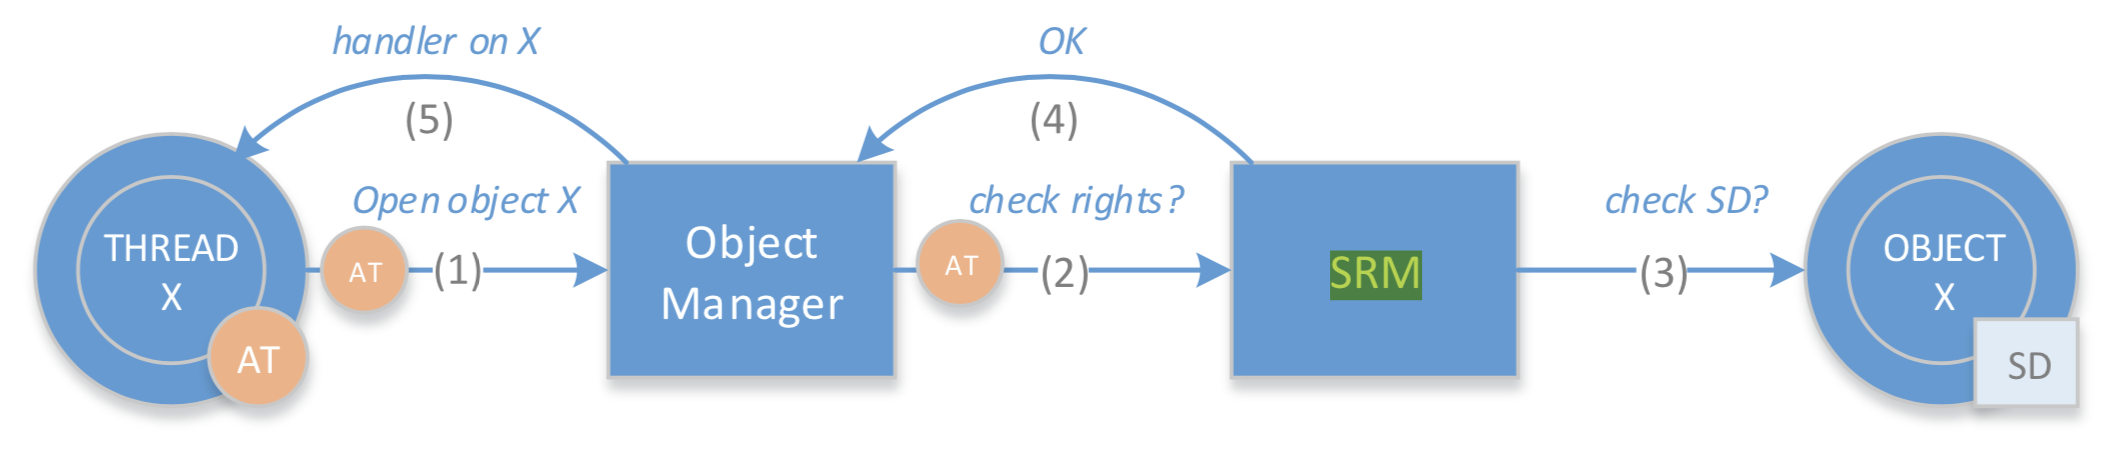 handler on X
OK
(5)
(4)
Open object X
check rights?
check SD?
THREAD
X
AT
AT
(1)
Object
Manager
AT
(2)
SRM
(3)
OBJECT
X
SD